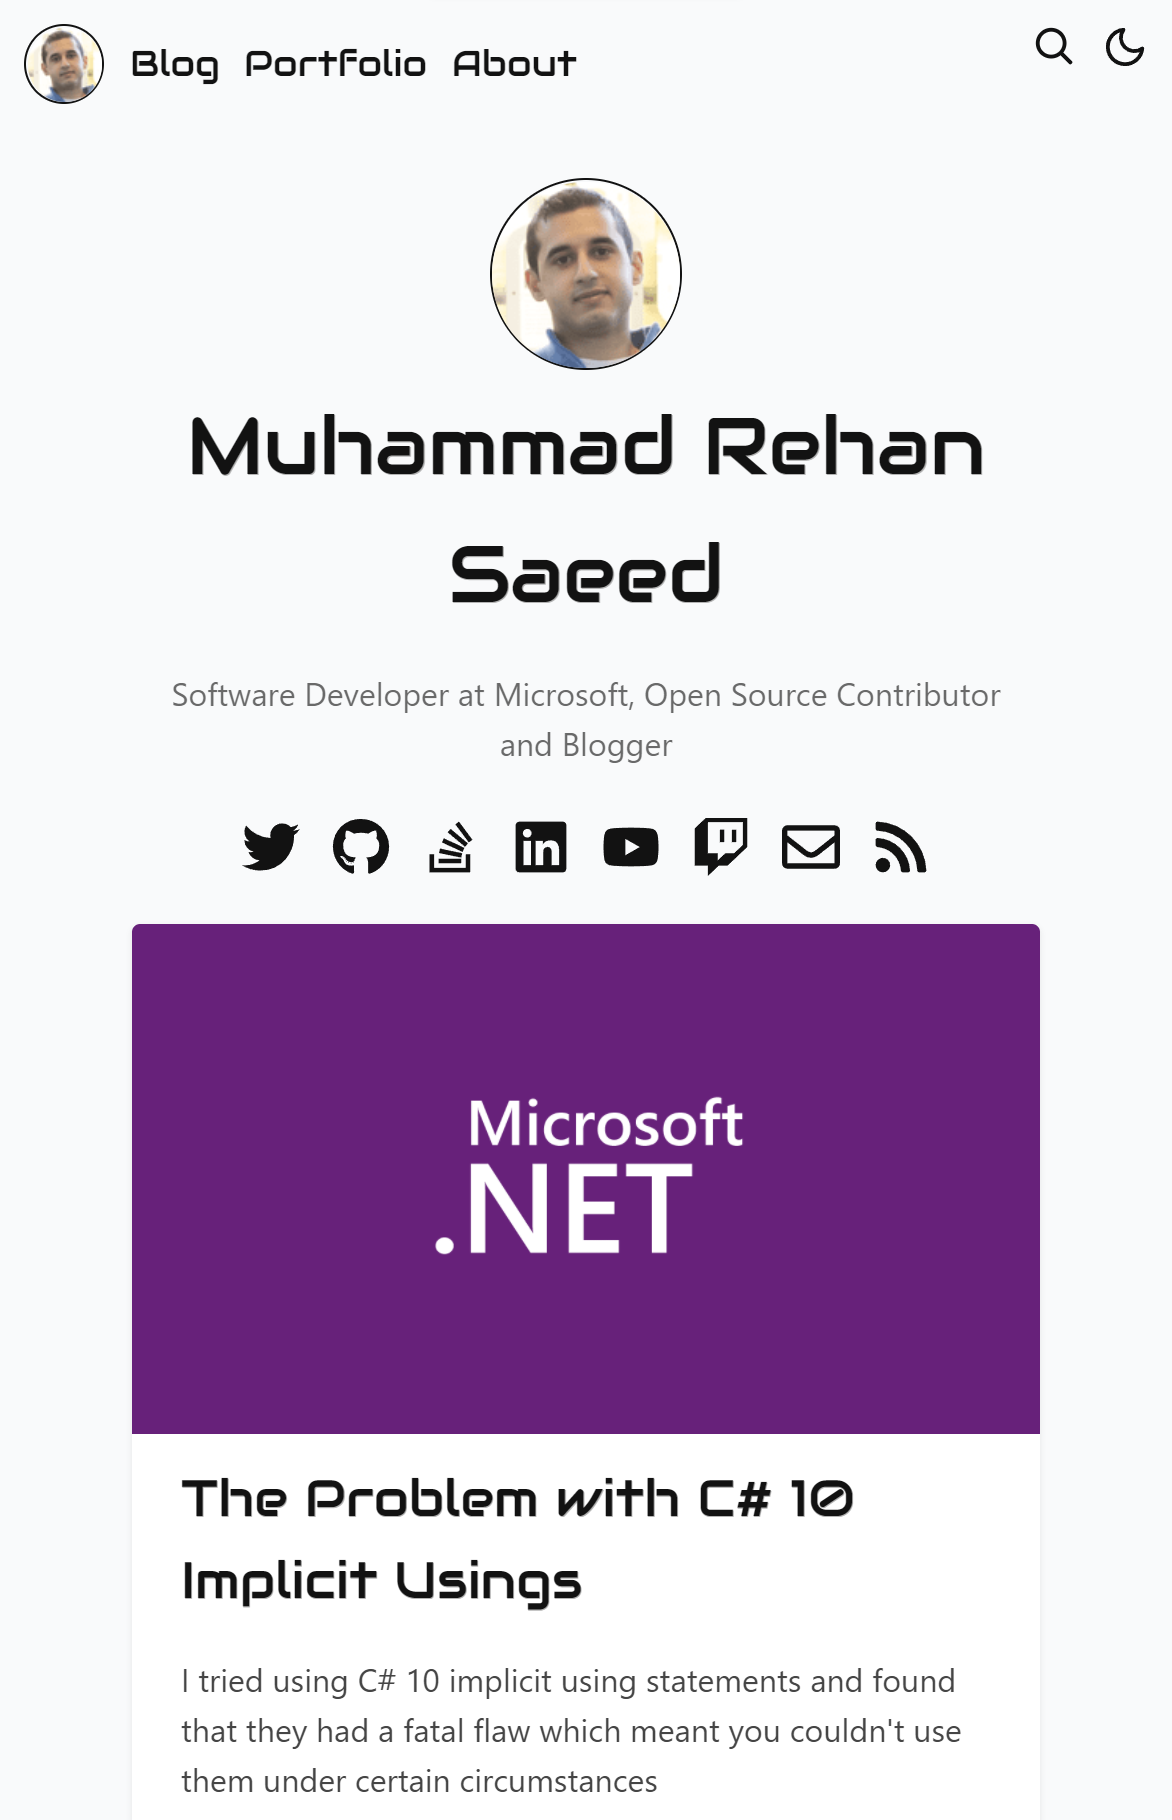 Blog Portfolio About
Muhammad Rehan
Saeed
Software Developer at Microsoft, Open Source Contributor
and Blogger
in
Microsoft
.NET
The Problem with C# 10
Implicit Usings
I tried using C# 10 implicit using statements and found
that they had a fatal flaw which meant you couldn't use
them under certain circumstances